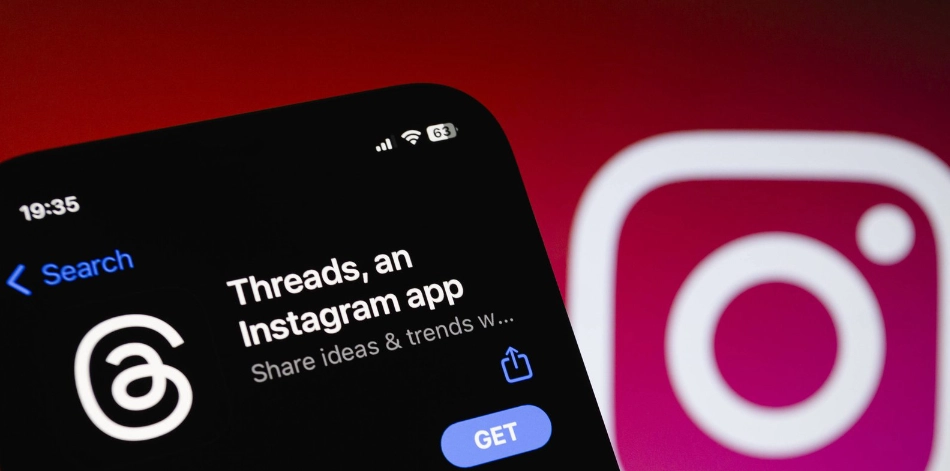 19:35
63
Search
Threads, an
Instagram app
Share ideas & trends w...
GET